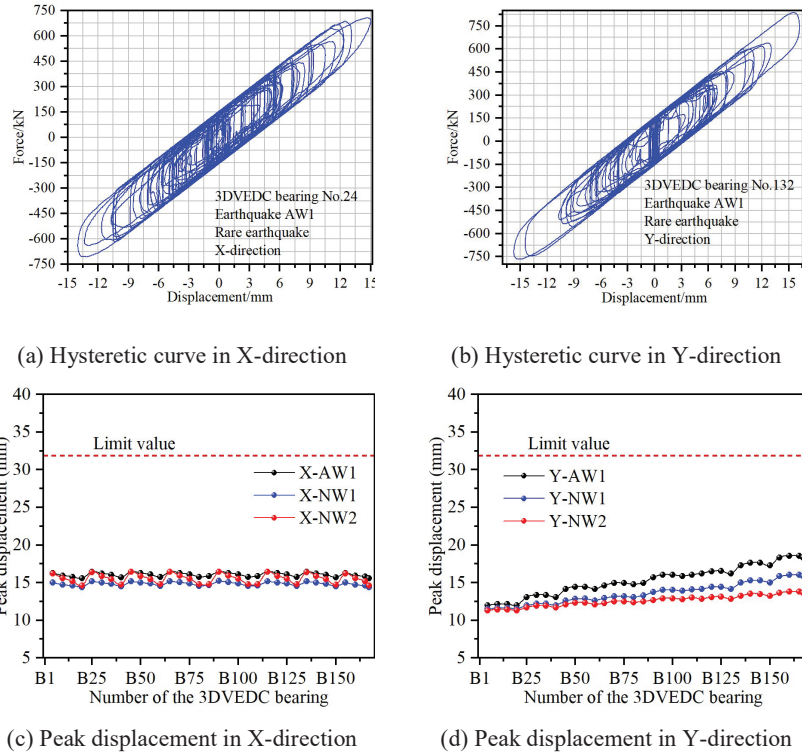 750
600
450
300
150
0
-150
-300
-450
-600
-750
Force/kN
3DVEDC bearing No.24
Earthquake AW1
Rare earthquake
X-direction
-15 -12 -9 -6 -3 0 3 6 9 12 15
Displacement/mm
(a) Hysteretic curve in X-direction
750
600
450
300
150
0
-150
-300
-450
-600
-750
Force/kN
3DVEDC bearing No.132
Earthquake AW1
Rare earthquake
Y-direction
-15 -12 -9 -6 -3 0 3 6 9 12 15
Displacement/mm
(b) Hysteretic curve in Y-direction
40
35
30
25
20
15
10
5
Peak displacement (mm)
Limit value
X-AW1
X-NW1
X-NW2
B1 B25 B50 B75 B100 B125 B150
Number of the 3DVEDC bearing
(c) Peak displacement in X-direction
40
35
30
25
20
15
10
5
Peak displacement (mm)
Limit value
Y-AW1
Y-NW1
Y-NW2
B1 B25 B50 B75 B100 B125 B150
Number of the 3DVEDC bearing
(d) Peak displacement in Y-direction